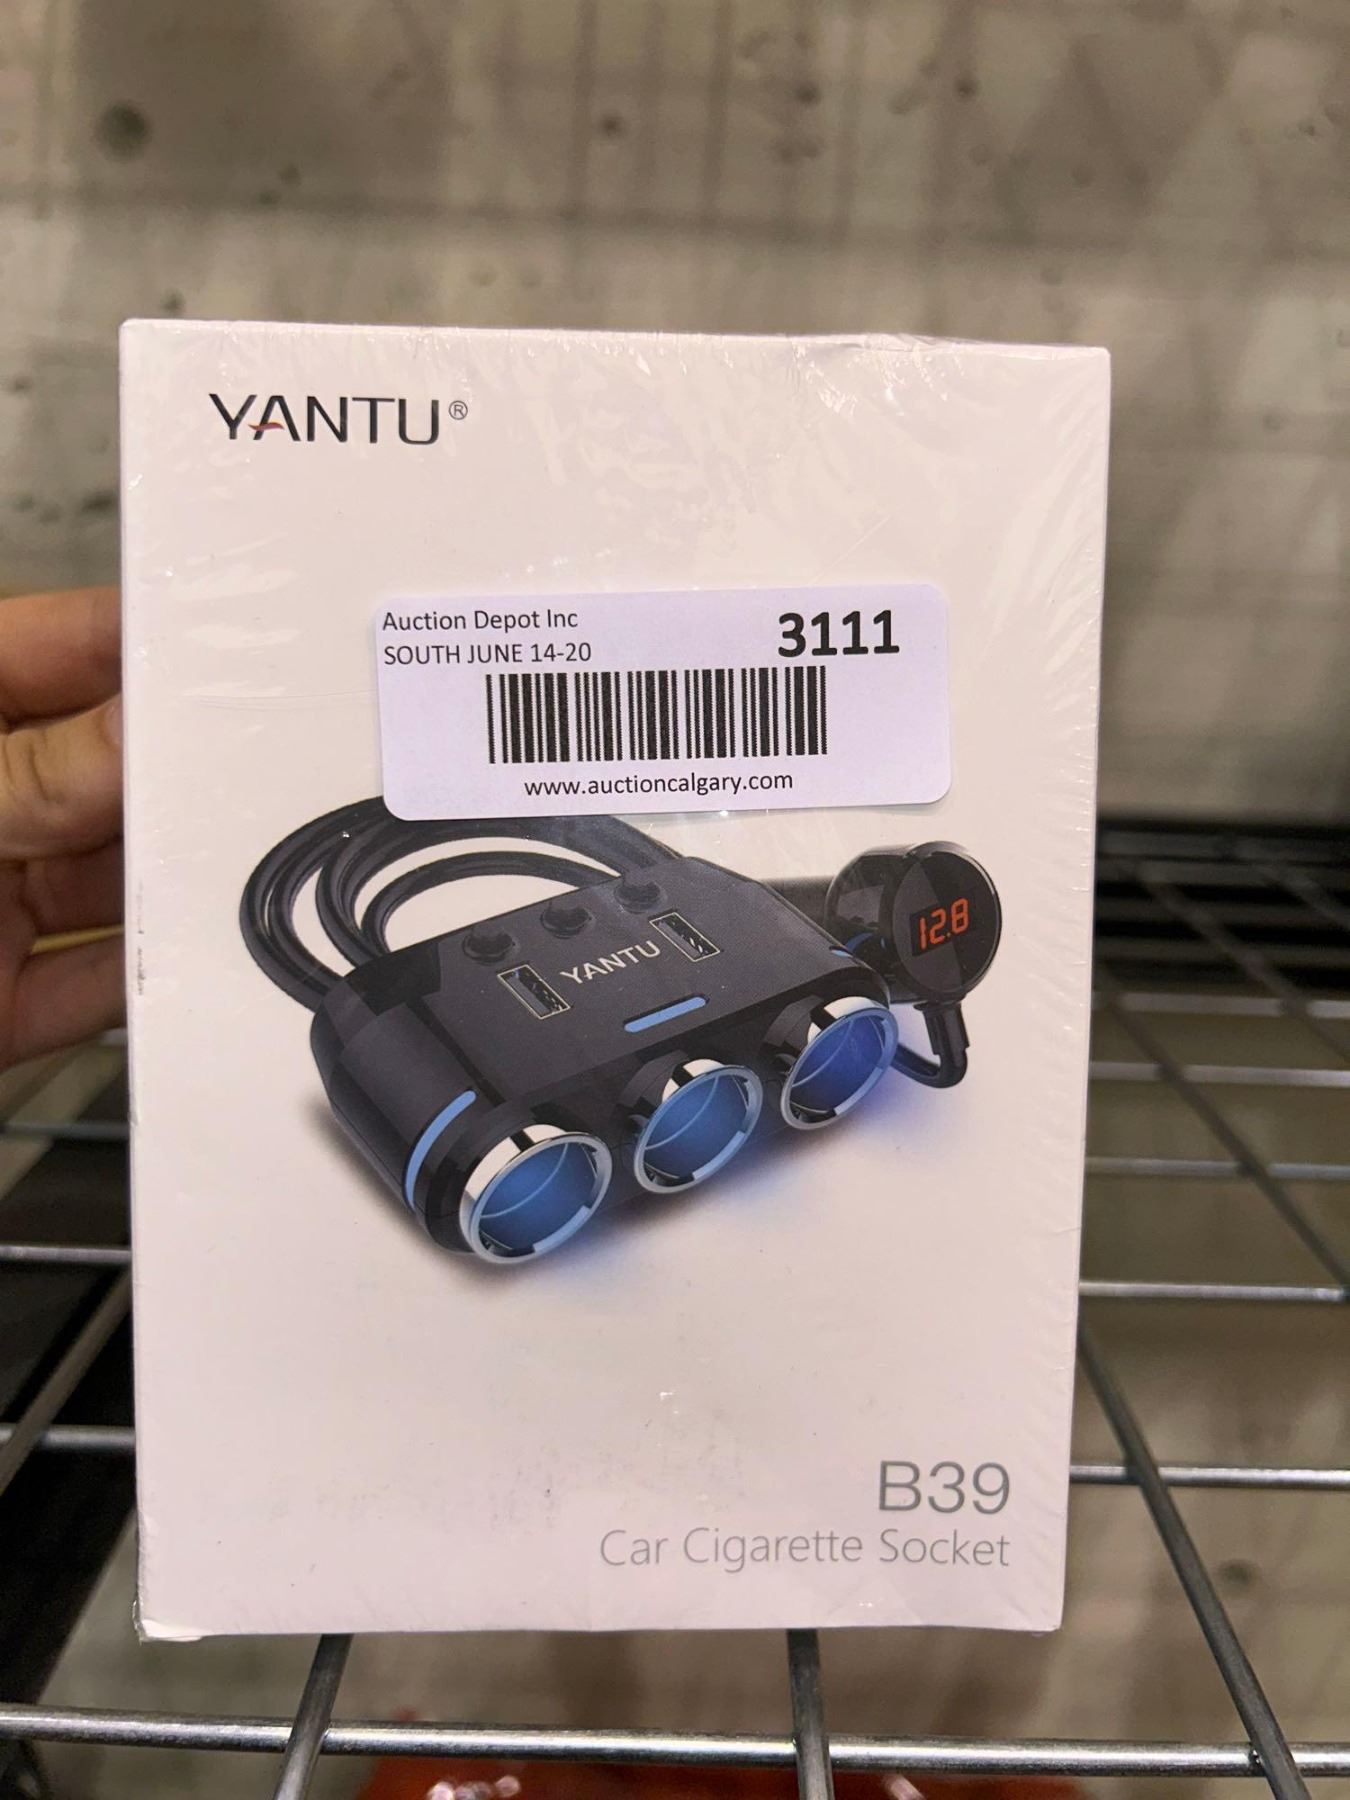 YANTU®
Auction Depot Inc
3111
SOUTH JUNE 14-20
www.auctioncalgary.com
YANTU
12.8
B39
Car Cigarette Socket